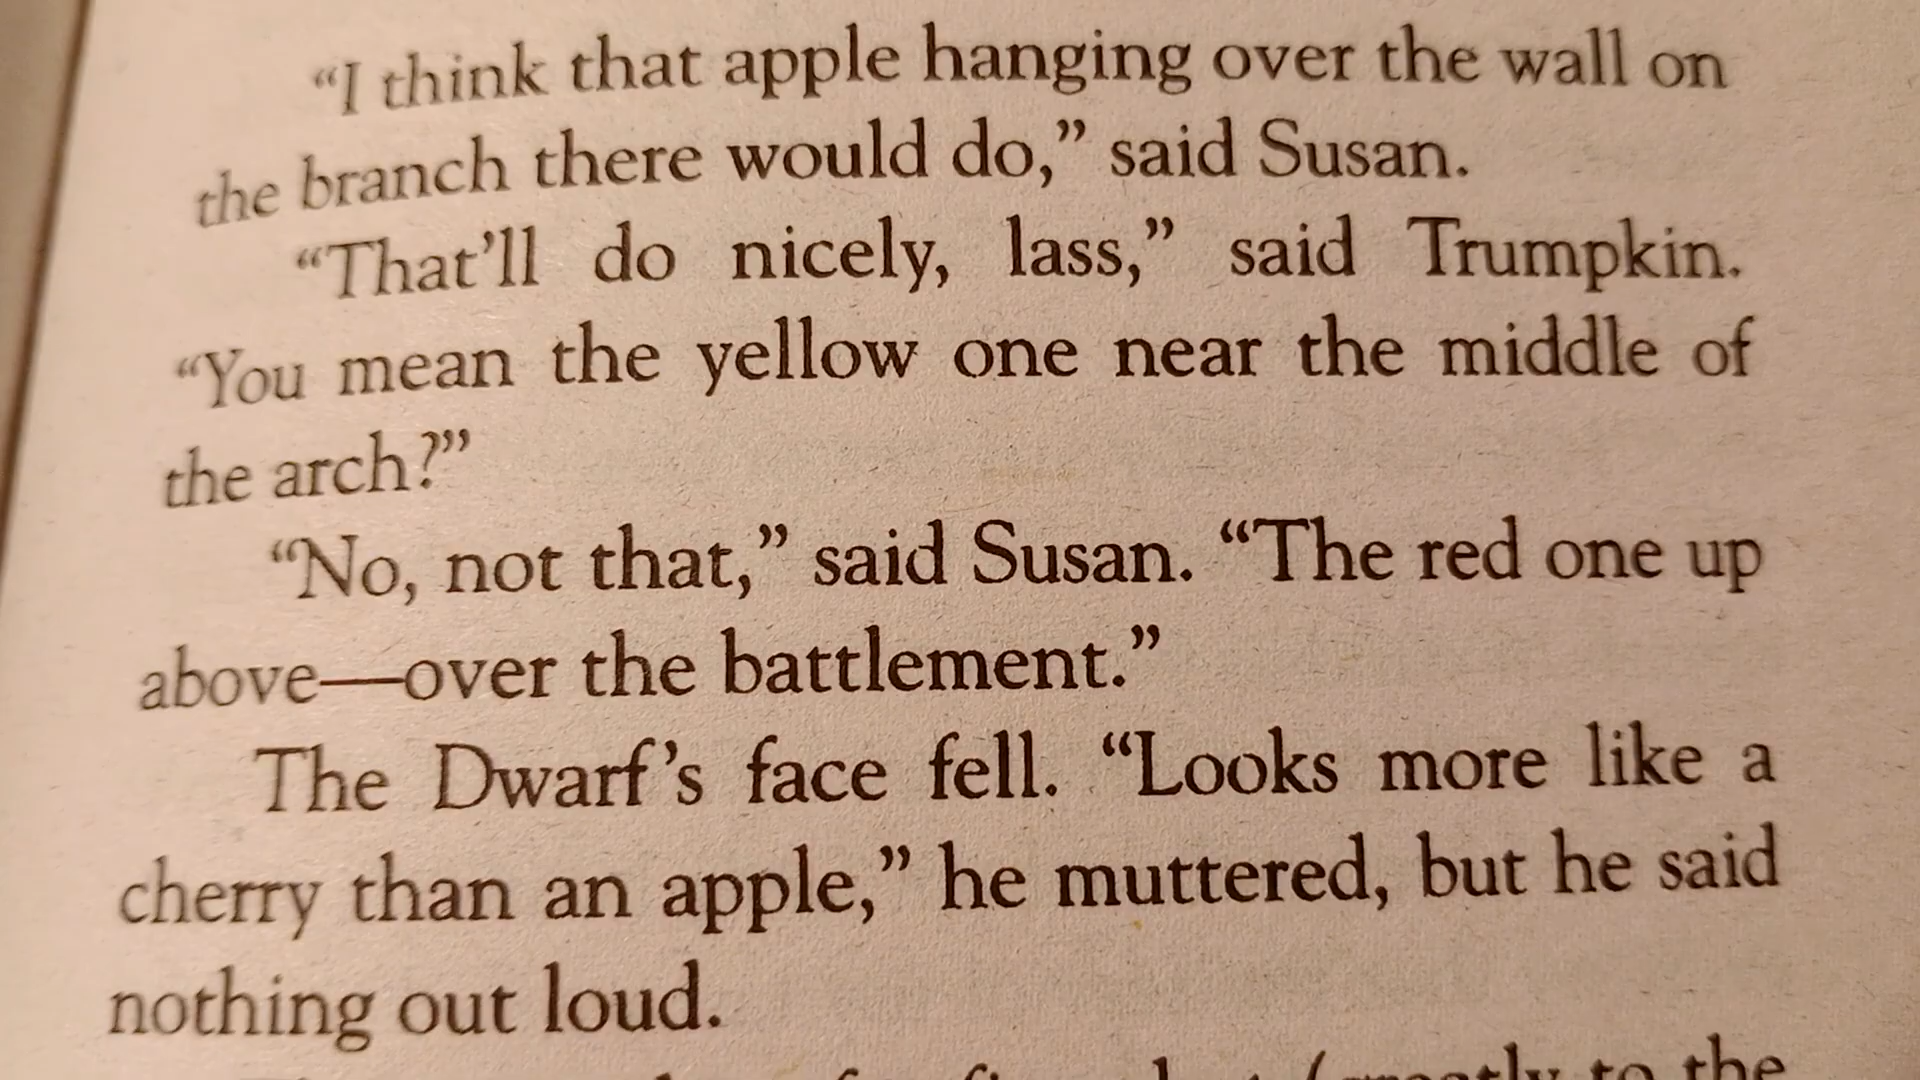 “I think that apple hanging over the wall on
the branch there would do,” said Susan.
“That’ll do nicely, lass,” said Trumpkin.
“You mean the yellow one near the middle of
the arch?”
“No, not that,” said Susan. “The red one up
above—over the battlement.”
The Dwarf’s face fell. “Looks more like a
cherry than an apple,” he muttered, but he said
nothing out loud.
to the